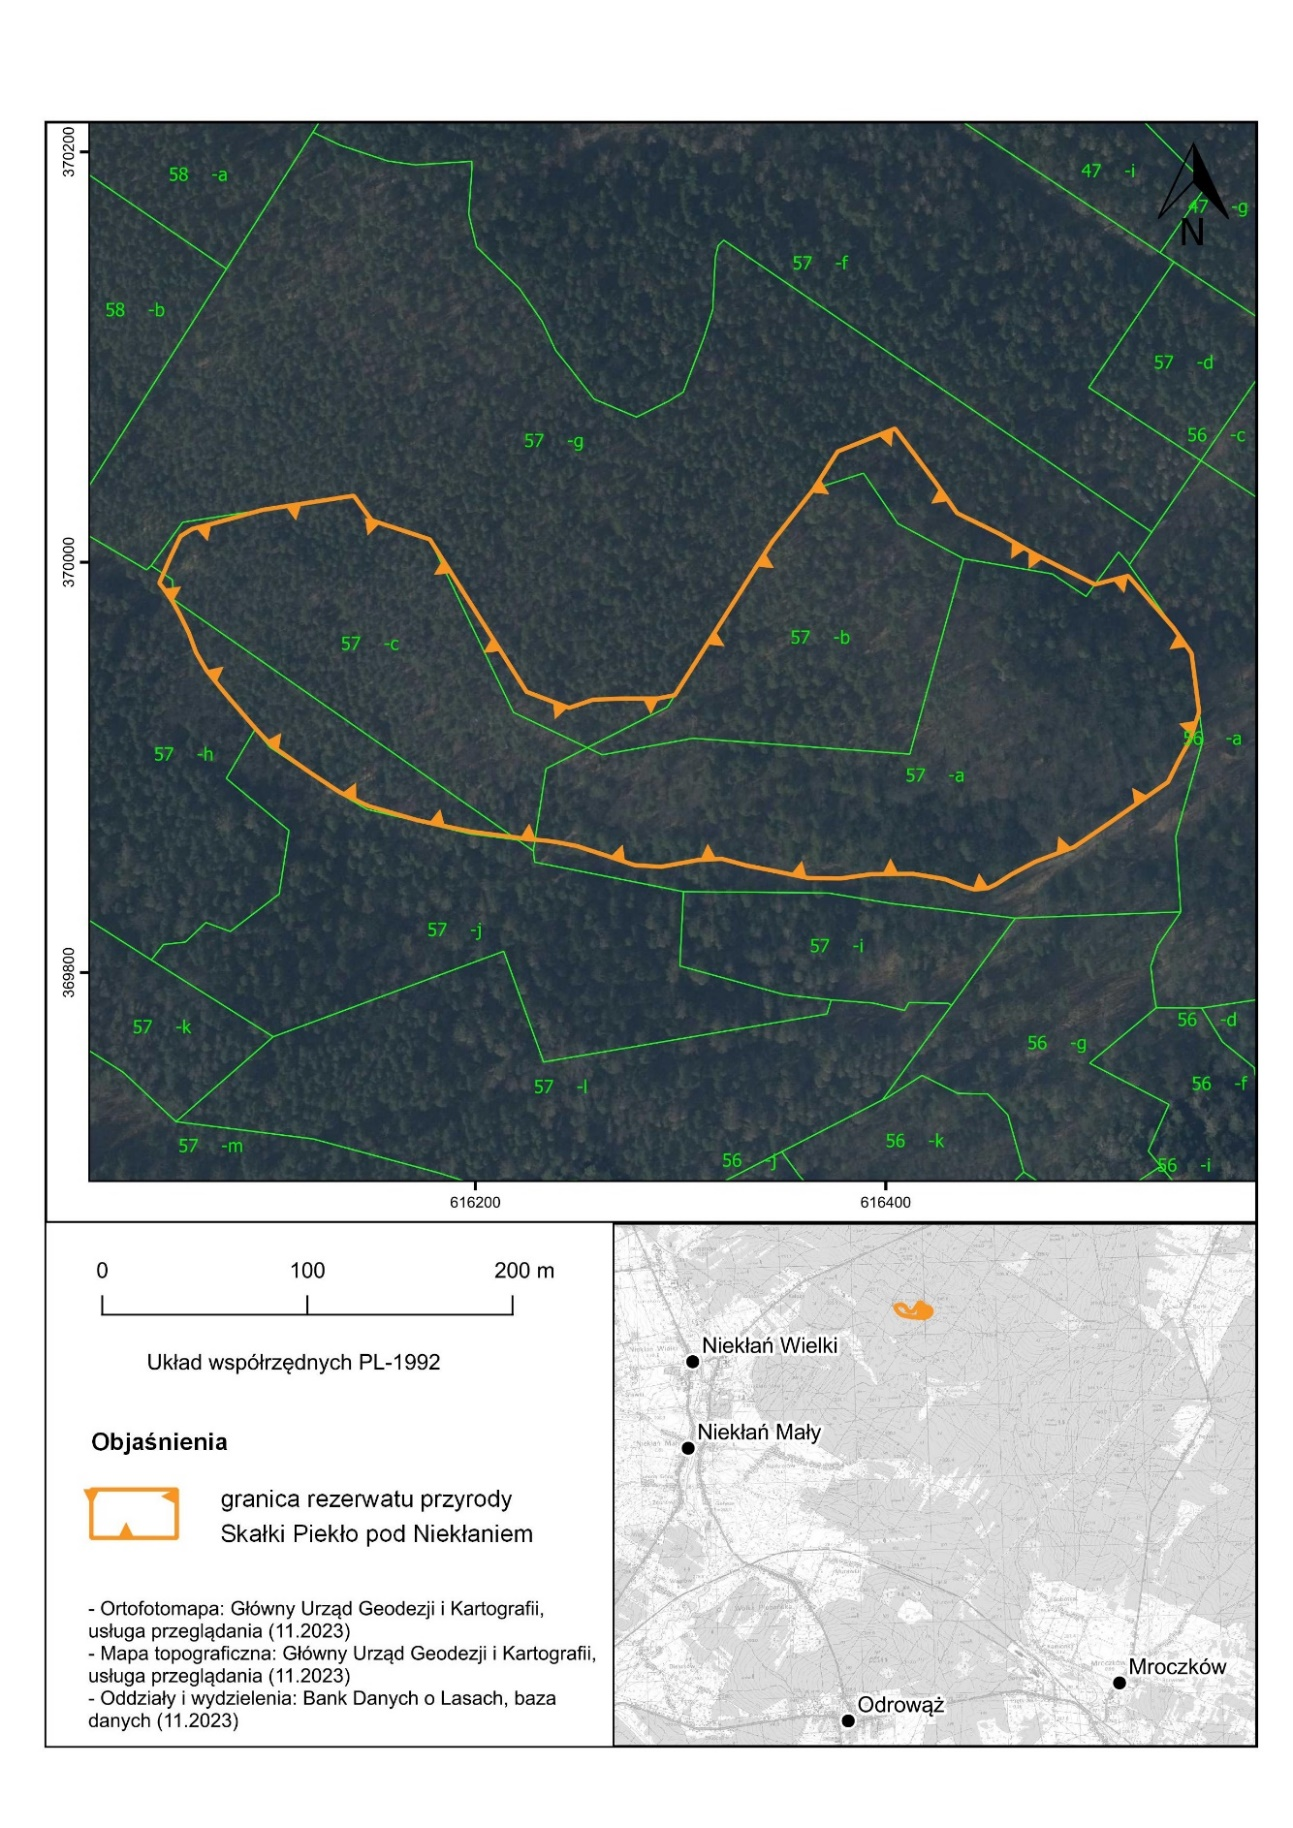 370200
370000
369800
58 -a
58 -b
47 -i
47 -g
N
57 -f
57 -d
56 -c
57 -g
57 -c
57 -b
57 -h
56 -a
57 -a
57 -j
57 -i
57 -k
56 -d
56 -g
56 -f
57 -l
57 -m
56 -k
56 -j
56 -i
616200
616400
0 100 200 m
Układ współrzędnych PL-1992
Objaśnienia
granica rezerwatu przyrody
Skałki Piekło pod Niekłaniem
- Ortofotomapa: Główny Urząd Geodezji i Kartografii,
usługa przeglądania (11.2023)
- Mapa topograficzna: Główny Urząd Geodezji i Kartografii,
usługa przeglądania (11.2023)
- Oddziały i wydzielenia: Bank Danych o Lasach, baza
danych (11.2023)
Niekłań Wielki
Niekłań Mały
Mroczków
Odrowąż